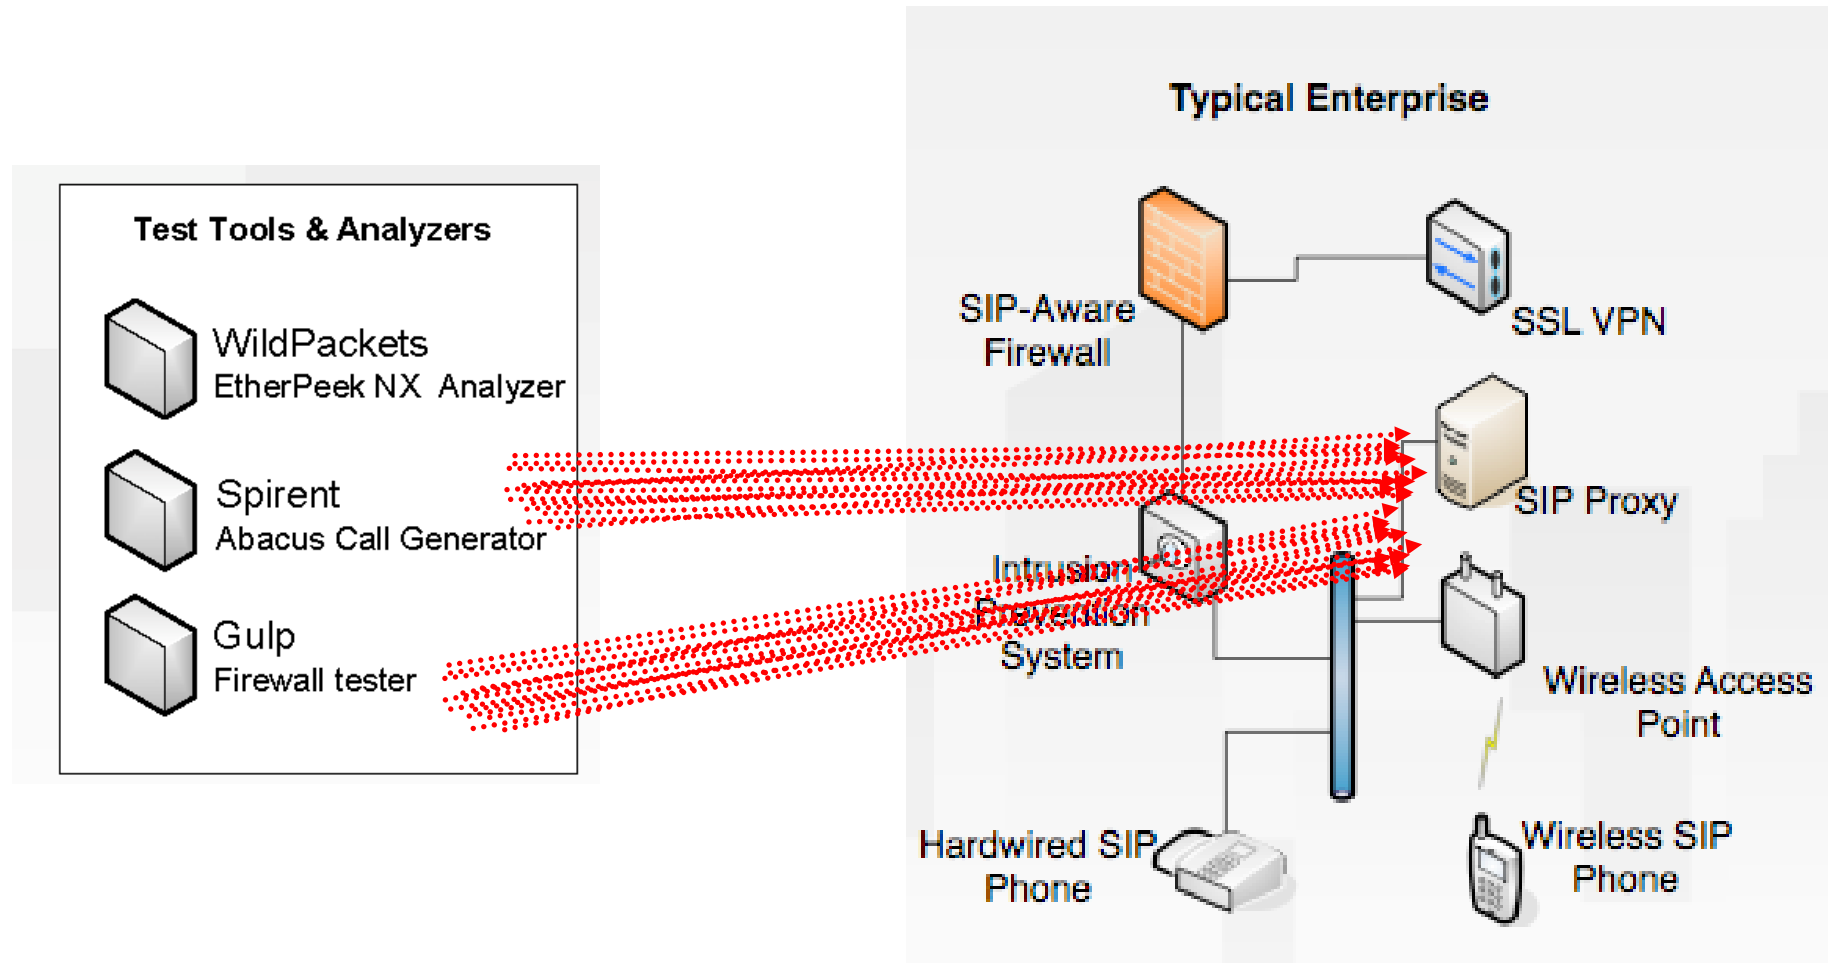 Typical Enterprise
Test Tools & Analyzers
WildPackets
EtherPeek NX Analyzer
Spirent
Abacus Call Generator
Gulp
Firewall tester
SIP-Aware
Firewall
SSL VPN
SIP Proxy
Intrusion
Prevention
System
Wireless Access
Point
Hardwired SIP
Phone
Wireless SIP
Phone